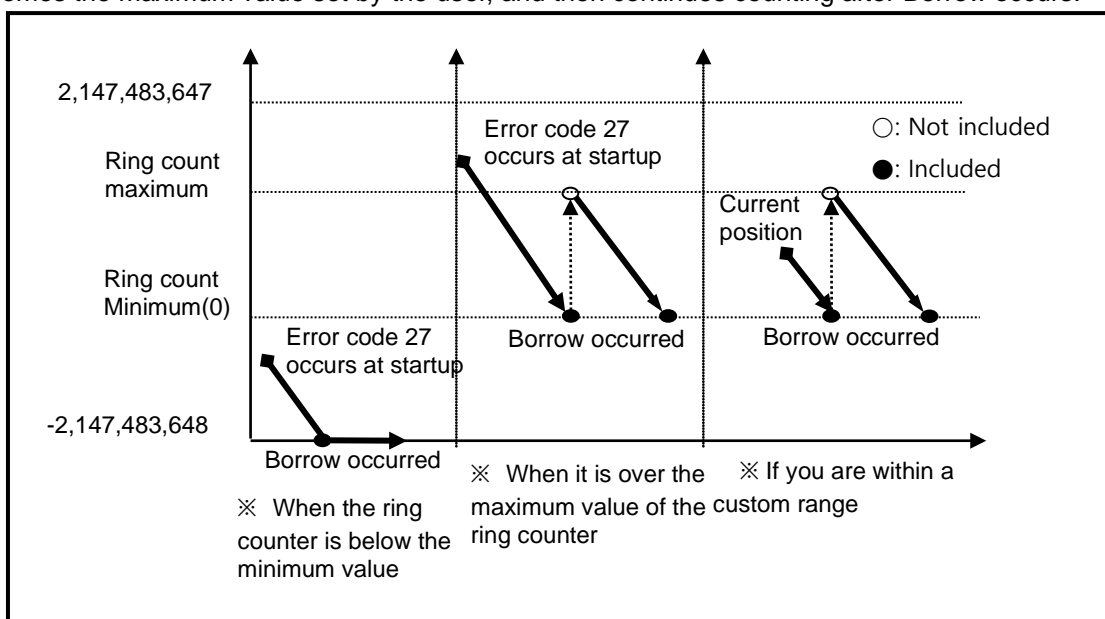 omes the maximum value set by the user, and then continues counting after Borrow occurs.
2,147,483,647
Ring count
maximum
Ring count
Minimum(0)
-2,147,483,648
Error code 27
occurs at startup
Borrow occurred
※ When the ring
counter is below the
minimum value
Error code 27
occurs at startup
Borrow occurred
※ When it is over the
maximum value of the
ring counter
○: Not included
●: Included
Current
position
Borrow occurred
※ If you are within a
custom range